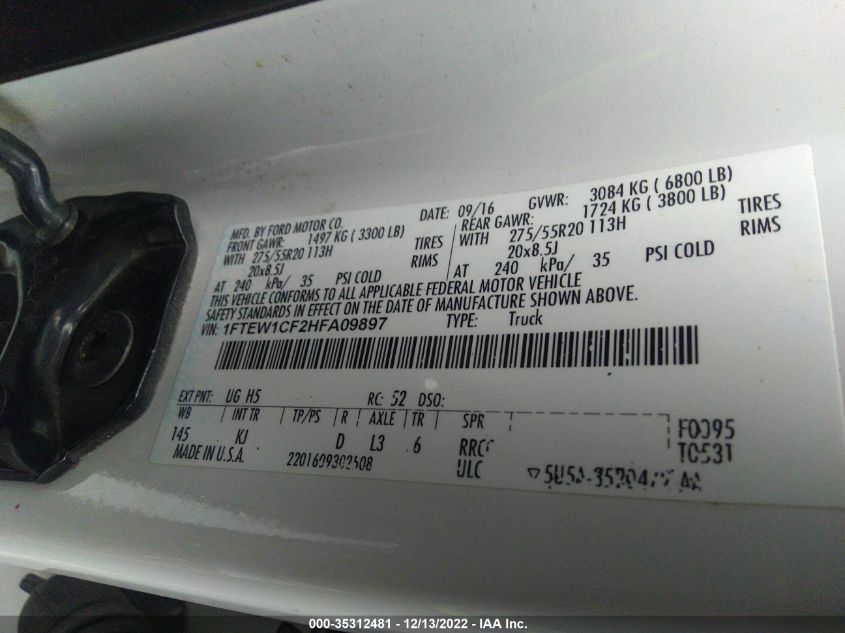 MFD. BY FORD MOTOR CO. DATE: 09/16 GVWR: 3084 KG ( 6800 LB)
FRONT GAWR: 1497 KG ( 3300 LB) REAR GAWR: 1724 KG ( 3800 LB)
WITH 275/55R20 113H TIRES WITH 275/55R20 113H TIRES
20x8.5J RIMS 20x8.5J RIMS
AT 240 kPa/ 35 PSI COLD AT 240 kPa/ 35 PSI COLD
THIS VEHICLE CONFORMS TO ALL APPLICABLE FEDERAL MOTOR VEHICLE
SAFETY STANDARDS IN EFFECT ON THE DATE OF MANUFACTURE SHOWN ABOVE.
VIN: 1FTEW1CF2HFA09897 TYPE: Truck
EXT PNT: UG H5 RC: 52 DSO:
WB INT TR TP/PS R AXLE TR SPR
145 KJ D L3 6
F0095
MADE IN U.S.A. T0531
2201609302508 ULC
000-35312481 - 12/13/2022 - IAA Inc.